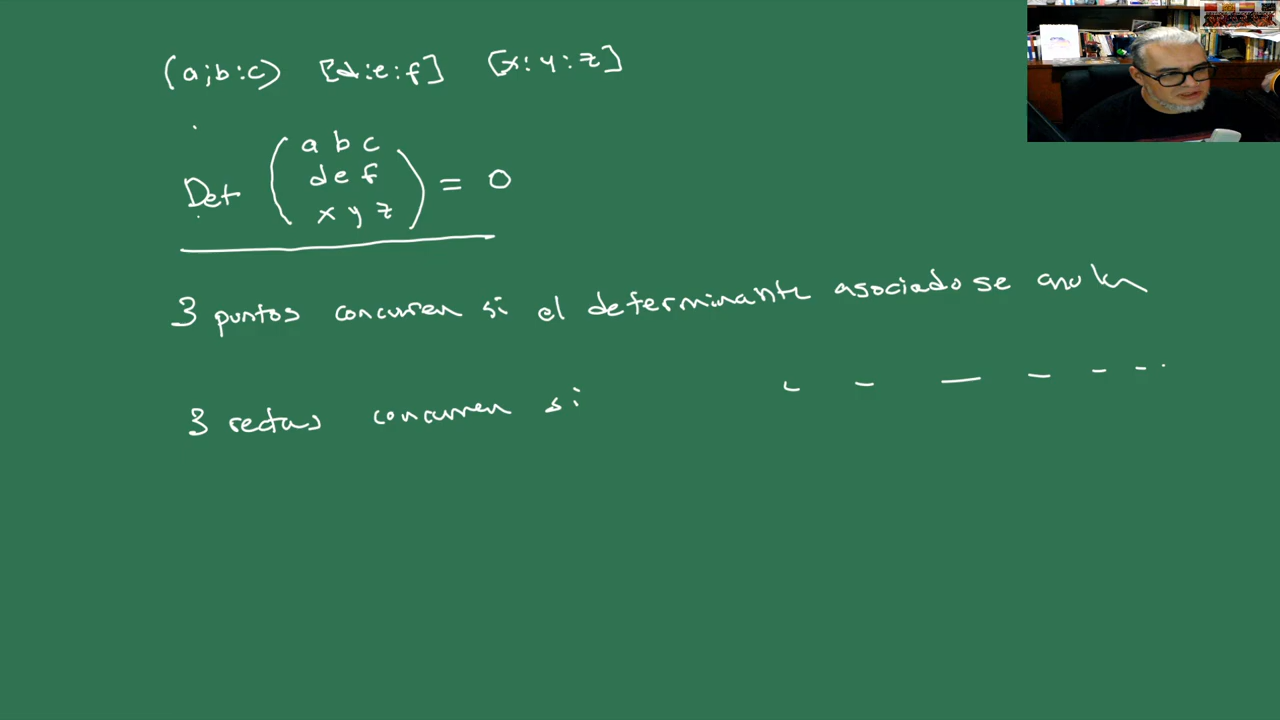 (a;b:c) [d:e:f] [x:y:z]
Det ( a b c
d e f
x y z ) = 0
3 puntos concurren si el determinante asociado se anula
3 rectas concurren si